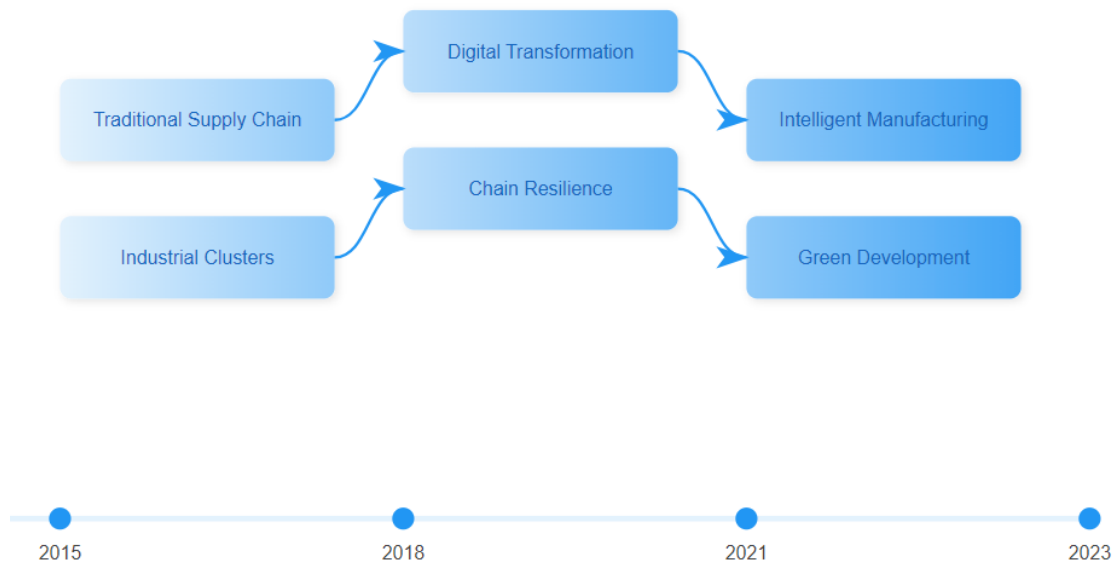 Digital Transformation
Traditional Supply Chain
Intelligent Manufacturing
Chain Resilience
Industrial Clusters
Green Development
2015
2018
2021
2023